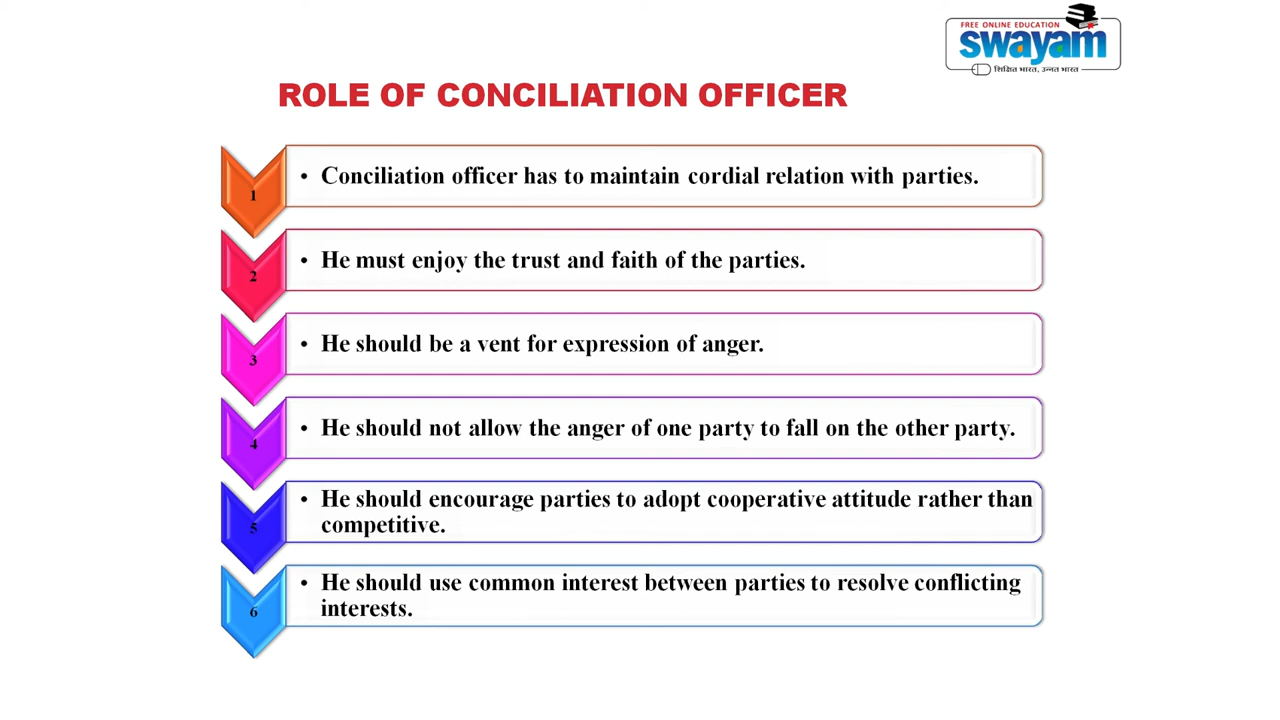 FREE ONLINE EDUCATION
swayam
शिक्षित भारत, उन्नत भारत
ROLE OF CONCILIATION OFFICER
1
• Conciliation officer has to maintain cordial relation with parties.
2
• He must enjoy the trust and faith of the parties.
3
• He should be a vent for expression of anger.
4
• He should not allow the anger of one party to fall on the other party.
5
• He should encourage parties to adopt cooperative attitude rather than
competitive.
6
• He should use common interest between parties to resolve conflicting
interests.